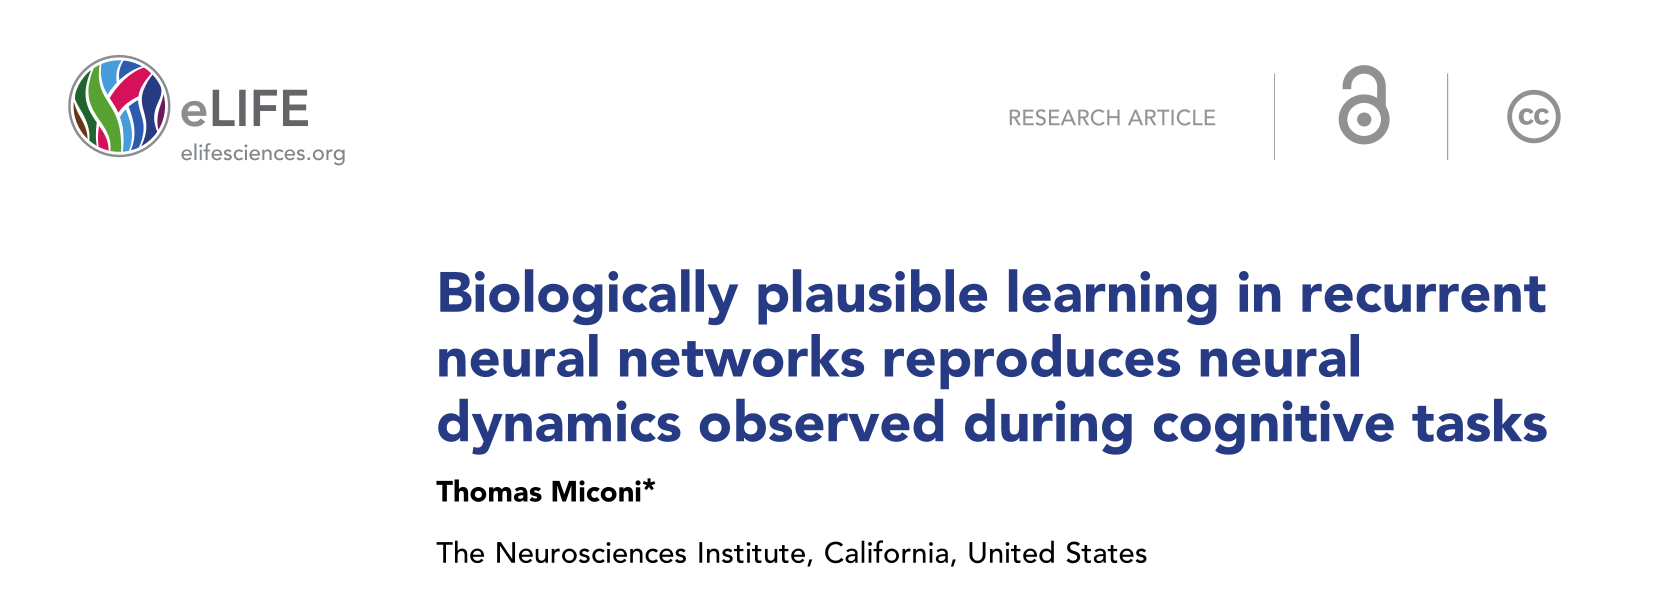 eLIFE
elifesciences.org
RESEARCH ARTICLE
cc
Biologically plausible learning in recurrent
neural networks reproduces neural
dynamics observed during cognitive tasks
Thomas Miconi*
The Neurosciences Institute, California, United States